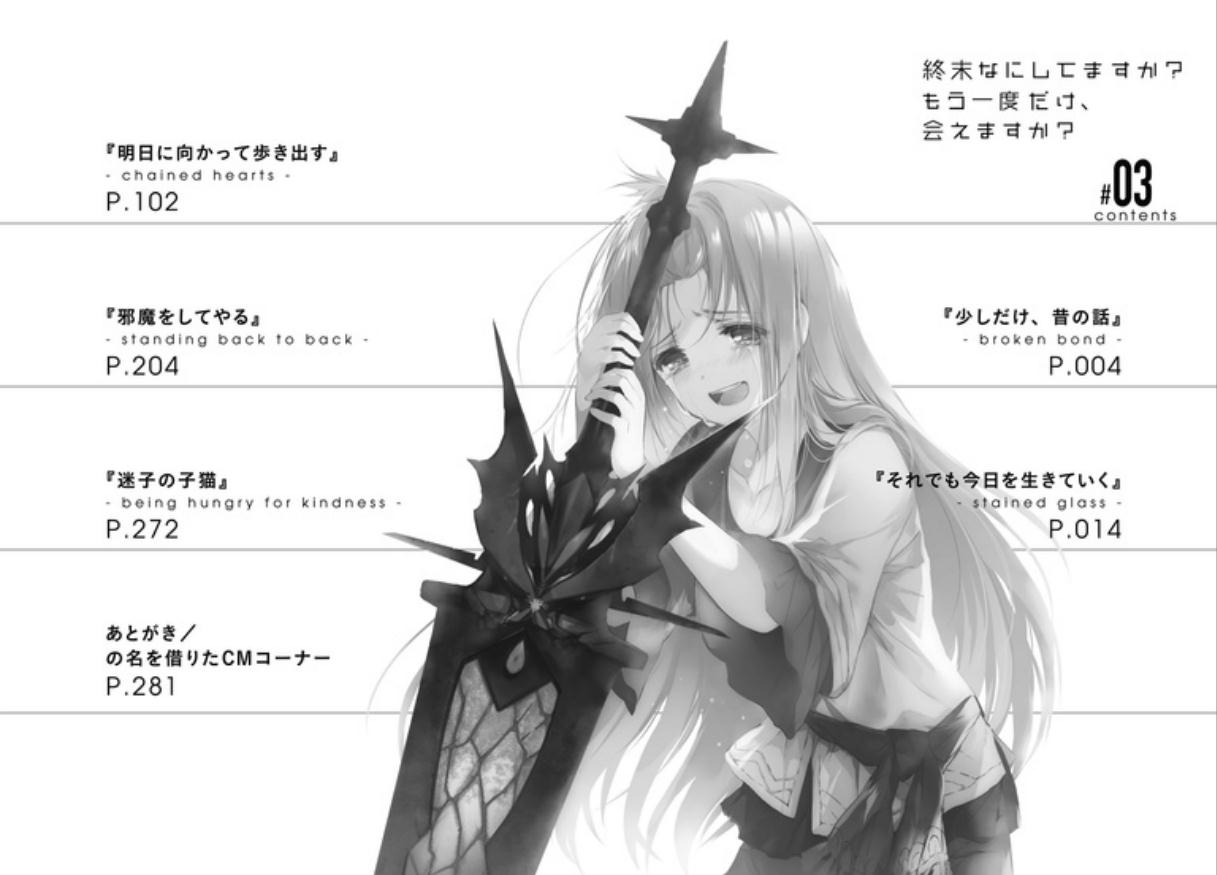 終末なにしてますか?
もう一度だけ、
会えますか?
#03
contents
『少しだけ、昔の話』
- broken bond -
P.004
『それでも今日を生きていく』
- stained glass -
P.014
『明日に向かって歩き出す』
- chained hearts -
P.102
『邪魔をしてやる』
- standing back to back -
P.204
『迷子の子猫』
- being hungry for kindness -
P.272
あとがき/
の名を借りたCMコーナー
P.281